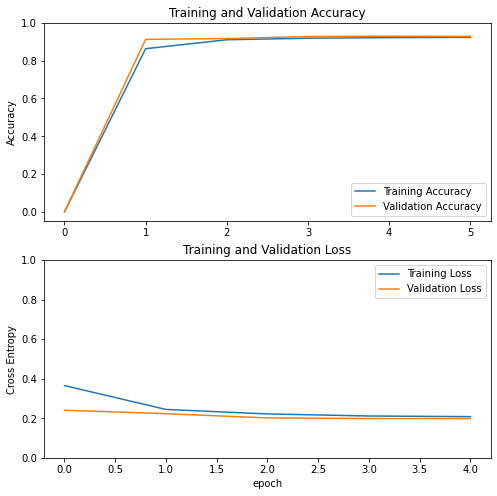 Training and Validation Accuracy
1.0
0.8
0.6
0.4
0.2
0.0
Accuracy
Training Accuracy
Validation Accuracy
0 1 2 3 4 5
Training and Validation Loss
1.0
0.8
0.6
0.4
0.2
0.0
Cross Entropy
Training Loss
Validation Loss
0.0 0.5 1.0 1.5 2.0 2.5 3.0 3.5 4.0
epoch